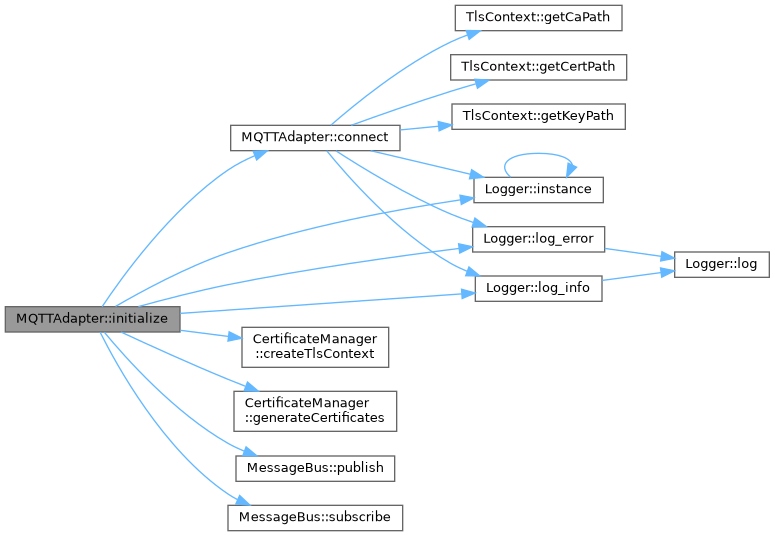 TlsContext::getCaPath
TlsContext::getCertPath
TlsContext::getKeyPath
MQTTAdapter::connect
Logger::instance
Logger::log_error
Logger::log
Logger::log_info
MQTTAdapter::initialize
CertificateManager
::createTlsContext
CertificateManager
::generateCertificates
MessageBus::publish
MessageBus::subscribe